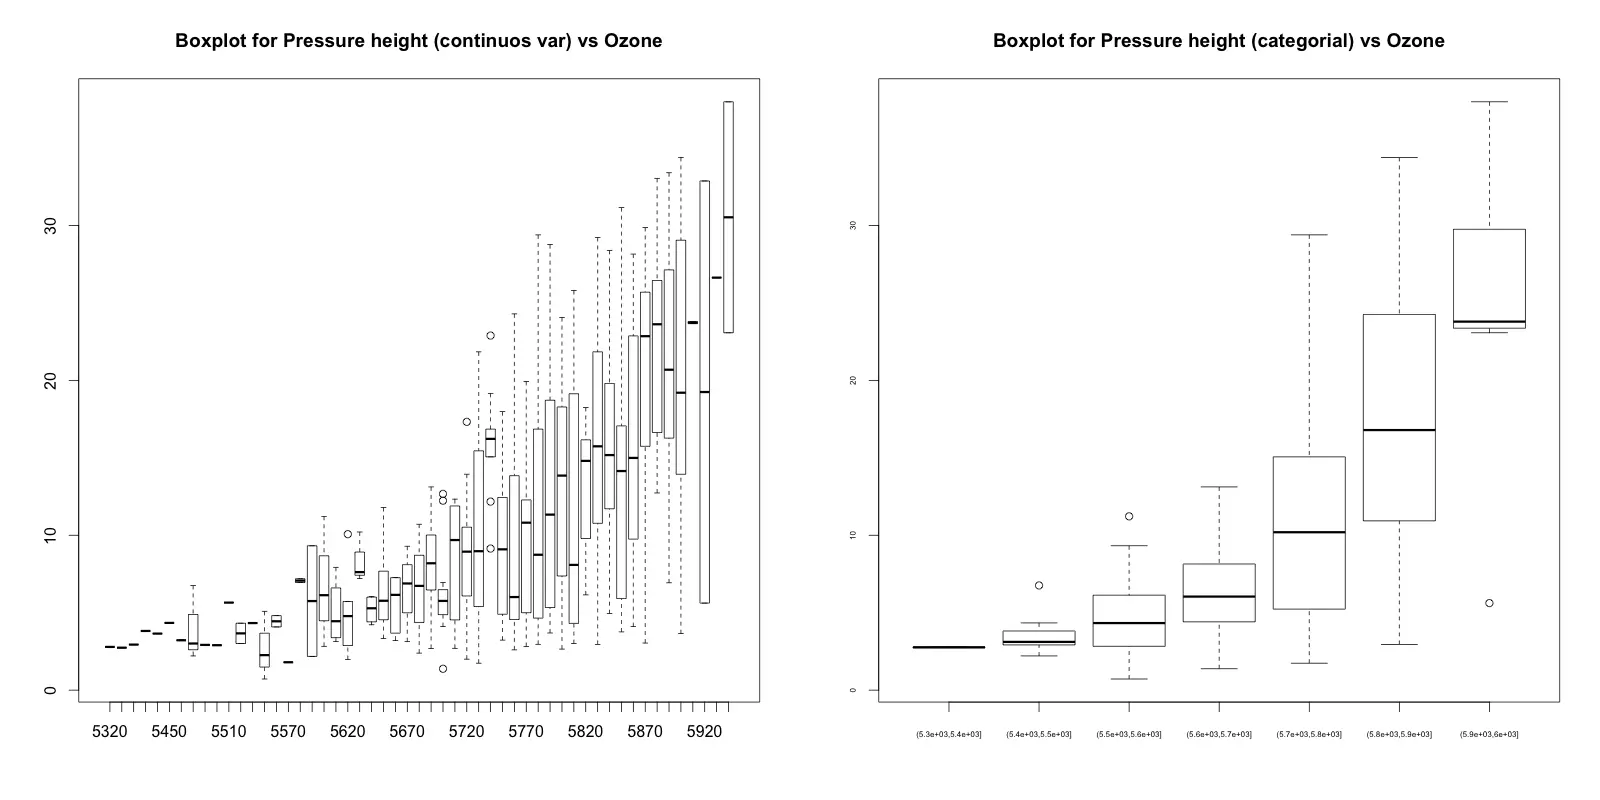 Boxplot for Pressure height (continuos var) vs Ozone
30
20
10
0
5320 5450 5510 5570 5620 5670 5720 5770 5820 5870 5920
Boxplot for Pressure height (categorial) vs Ozone
30
20
10
0
(5.3e+03,5.4e+03] (5.4e+03,5.5e+03] (5.5e+03,5.6e+03] (5.6e+03,5.7e+03] (5.7e+03,5.8e+03] (5.8e+03,5.9e+03] (5.9e+03,6e+03]